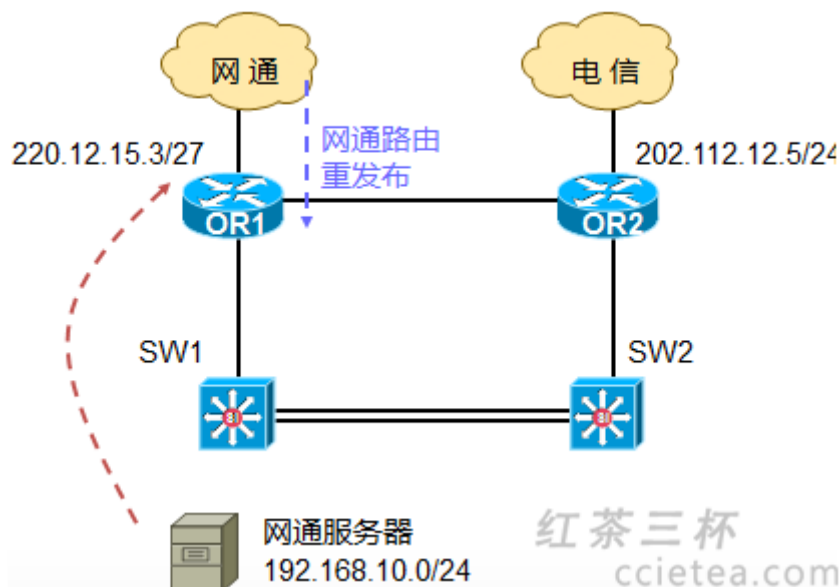 网通
电信
网通路由
重发布
220.12.15.3/27
202.112.12.5/24
OR1
OR2
SW1
SW2
网通服务器
192.168.10.0/24
红茶三杯
ccietea.com